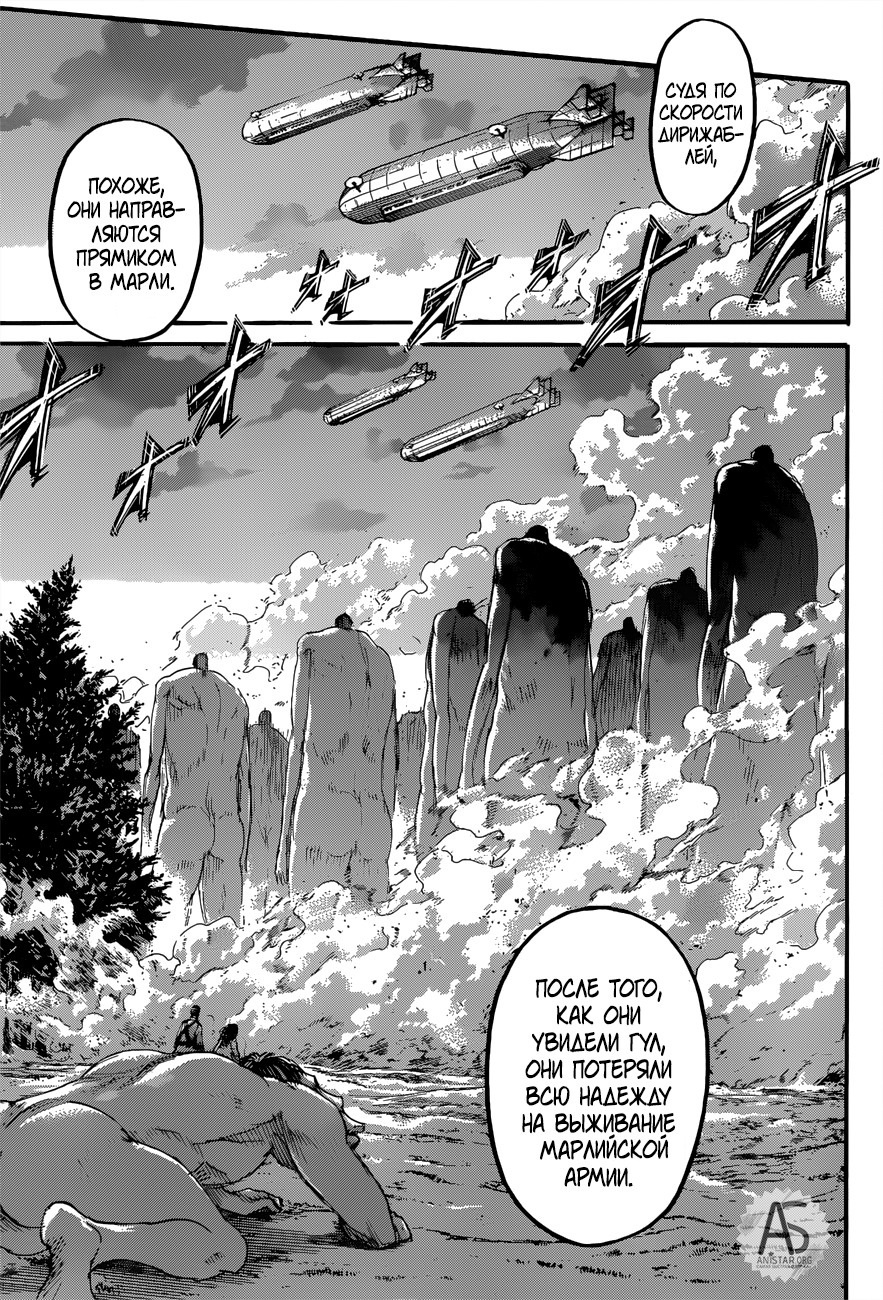 СУДЯ ПО
СКОРОСТИ
ДИРИЖАБ-
ЛЕЙ,
ПОХОЖЕ,
ОНИ НАПРАВ-
ЛЯЮТСЯ
ПРЯМИКОМ
В МАРЛИ.
ПОСЛЕ ТОГО,
КАК ОНИ
УВИДЕЛИ ГУЛ,
ОНИ ПОТЕРЯЛИ
ВСЮ НАДЕЖДУ
НА ВЫЖИВАНИЕ
МАРЛИЙСКОЙ
АРМИИ.
ANISTAR.ORG